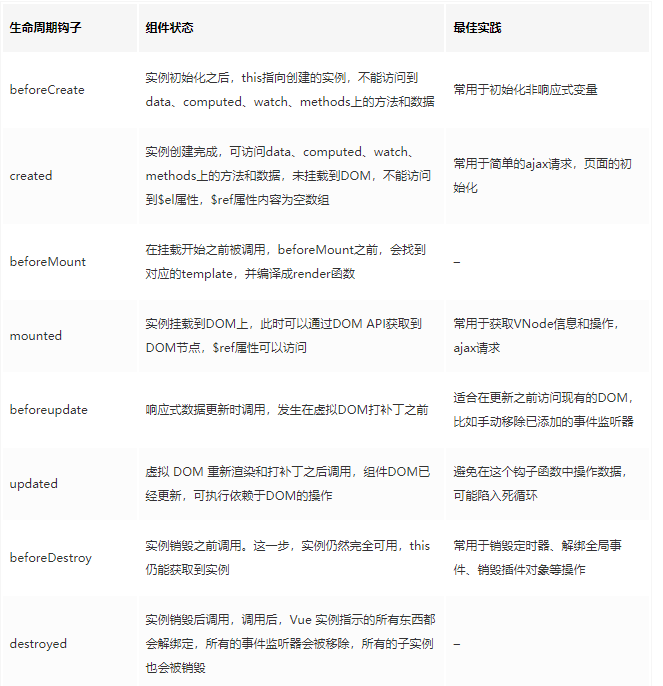 生命周期钩子 组件状态 最佳实践
beforeCreate
实例初始化之后，this指向创建的实例，不能访问到
data、computed、watch、methods上的方法和数据
常用于初始化非响应式变量
created
实例创建完成，可访问data、computed、watch、
methods上的方法和数据，未挂载到DOM，不能访问
到$el属性，$ref属性内容为空数组
常用于简单的ajax请求，页面的初
始化
beforeMount
在挂载开始之前被调用，beforeMount之前，会找到
对应的template，并编译成render函数
–
mounted
实例挂载到DOM上，此时可以通过DOM API获取到
DOM节点，$ref属性可以访问
常用于获取VNode信息和操作，
ajax请求
beforeupdate
响应式数据更新时调用，发生在虚拟DOM打补丁之前
适合在更新之前访问现有的DOM，
比如手动移除已添加的事件监听器
updated
虚拟 DOM 重新渲染和打补丁之后调用，组件DOM已
经更新，可执行依赖于DOM的操作
避免在这个钩子函数中操作数据，
可能陷入死循环
beforeDestroy
实例销毁之前调用。这一步，实例仍然完全可用，this
仍能获取到实例
常用于销毁定时器、解绑全局事
件、销毁插件对象等操作
destroyed
实例销毁后调用，调用后，Vue 实例指示的所有东西都
会解绑定，所有的事件监听器会被移除，所有的子实例
也会被销毁
–